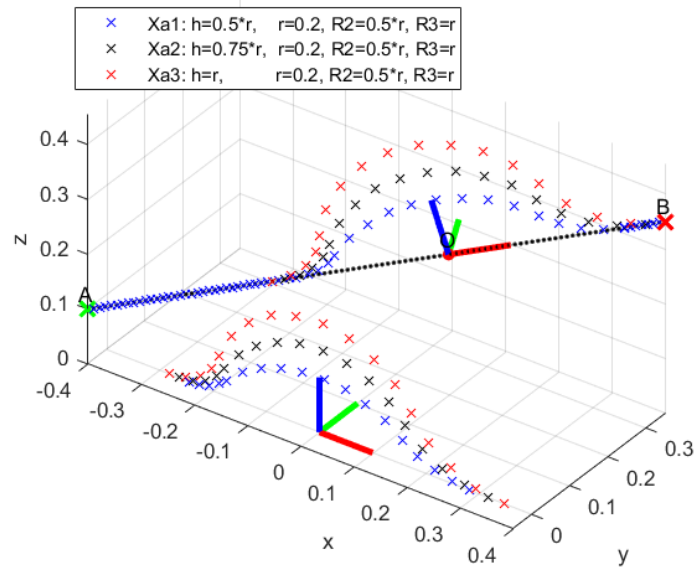 Xa1: h=0.5*r, r=0.2, R2=0.5*r, R3=r
Xa2: h=0.75*r, r=0.2, R2=0.5*r, R3=r
Xa3: h=r, r=0.2, R2=0.5*r, R3=r
0.4
0.3
0.2
0.1
0
z
A
O
B
-0.4
-0.3
-0.2
-0.1
0
0.1
0.2
0.3
0.4
x
0
0.1
0.2
0.3
y